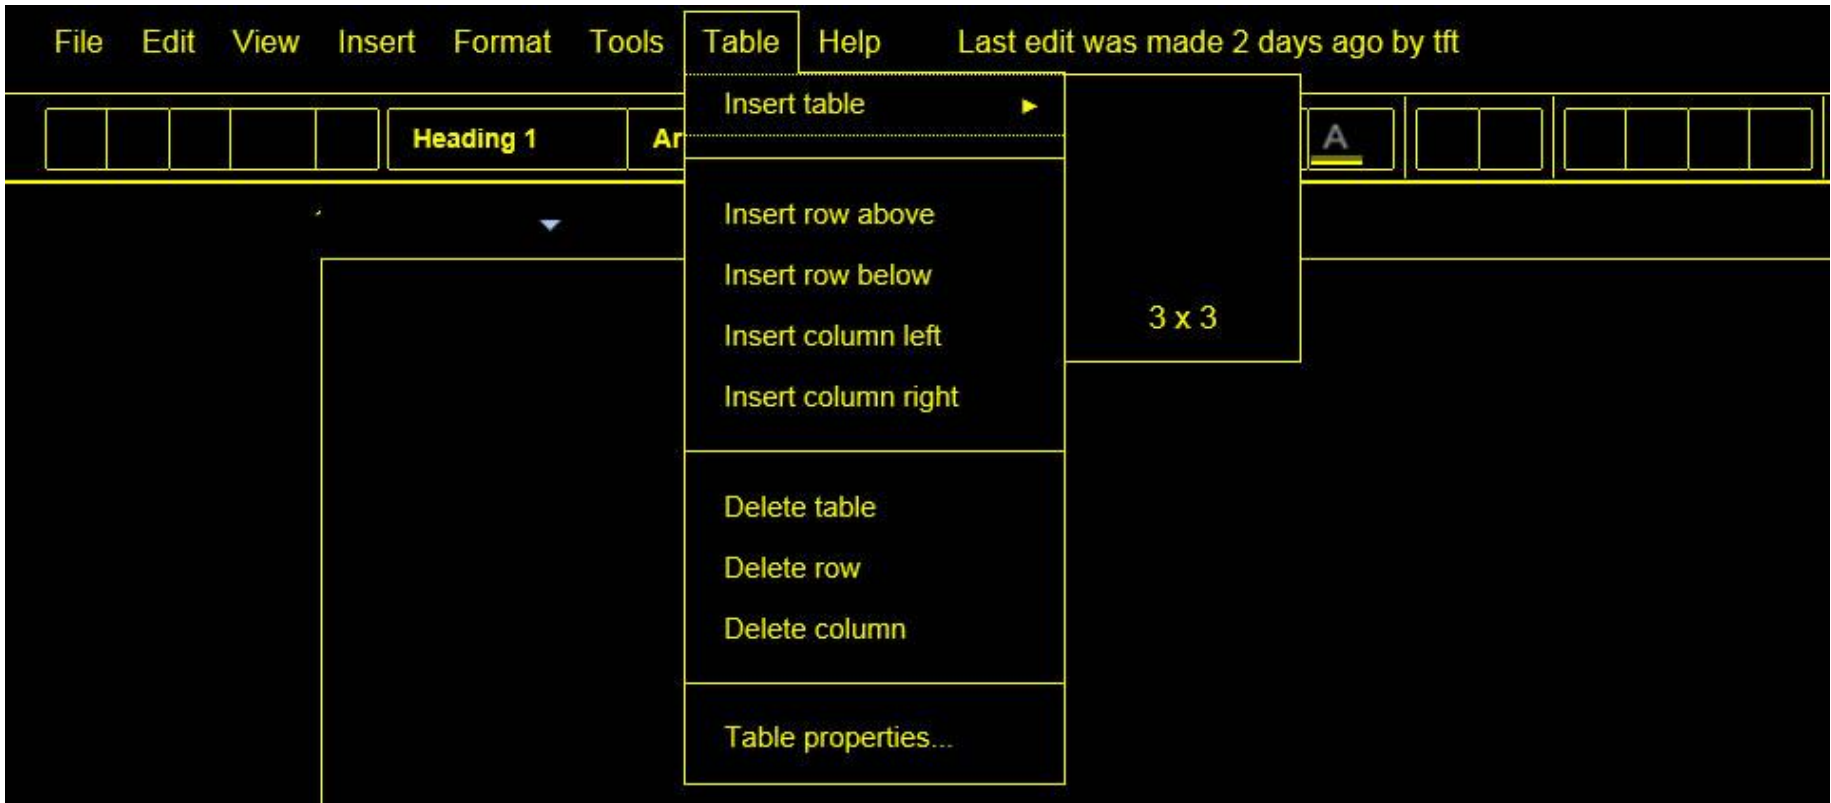 File Edit View Insert Format Tools Table Help Last edit was made 2 days ago by tft
Insert table ►
Heading 1 Ar A
Insert row above
Insert row below
3 x 3
Insert column left
Insert column right
Delete table
Delete row
Delete column
Table properties...